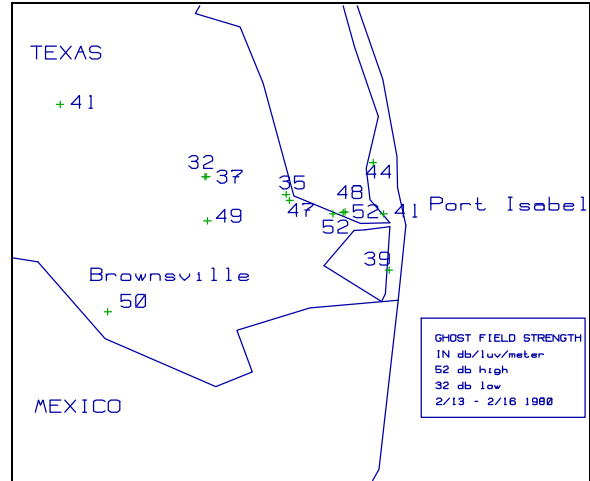 TEXAS
41
32
37
35
44
48
47
52
41
Port Isabel
49
52
39
Brownsville
50
GHOST FIELD STRENGTH
IN db/luv/meter
52 db high
32 db low
2/13 - 2/16 1980
MEXICO